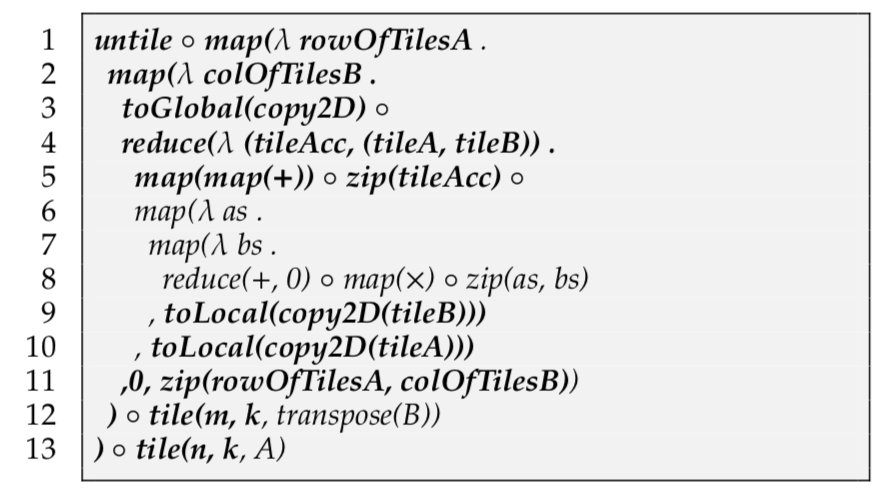 1 untile ∘ map(λ rowOfTilesA .
2 map(λ colOfTilesB .
3 toGlobal(copy2D) ∘
4 reduce(λ (tileAcc, (tileA, tileB)) .
5 map(map(+)) ∘ zip(tileAcc) ∘
6 map(λ as .
7 map(λ bs .
8 reduce(+, 0) ∘ map(×) ∘ zip(as, bs)
9 , toLocal(copy2D(tileB)))
10 , toLocal(copy2D(tileA)))
11 ,0, zip(rowOfTilesA, colOfTilesB))
12 ) ∘ tile(m, k, transpose(B))
13 ) ∘ tile(n, k, A)